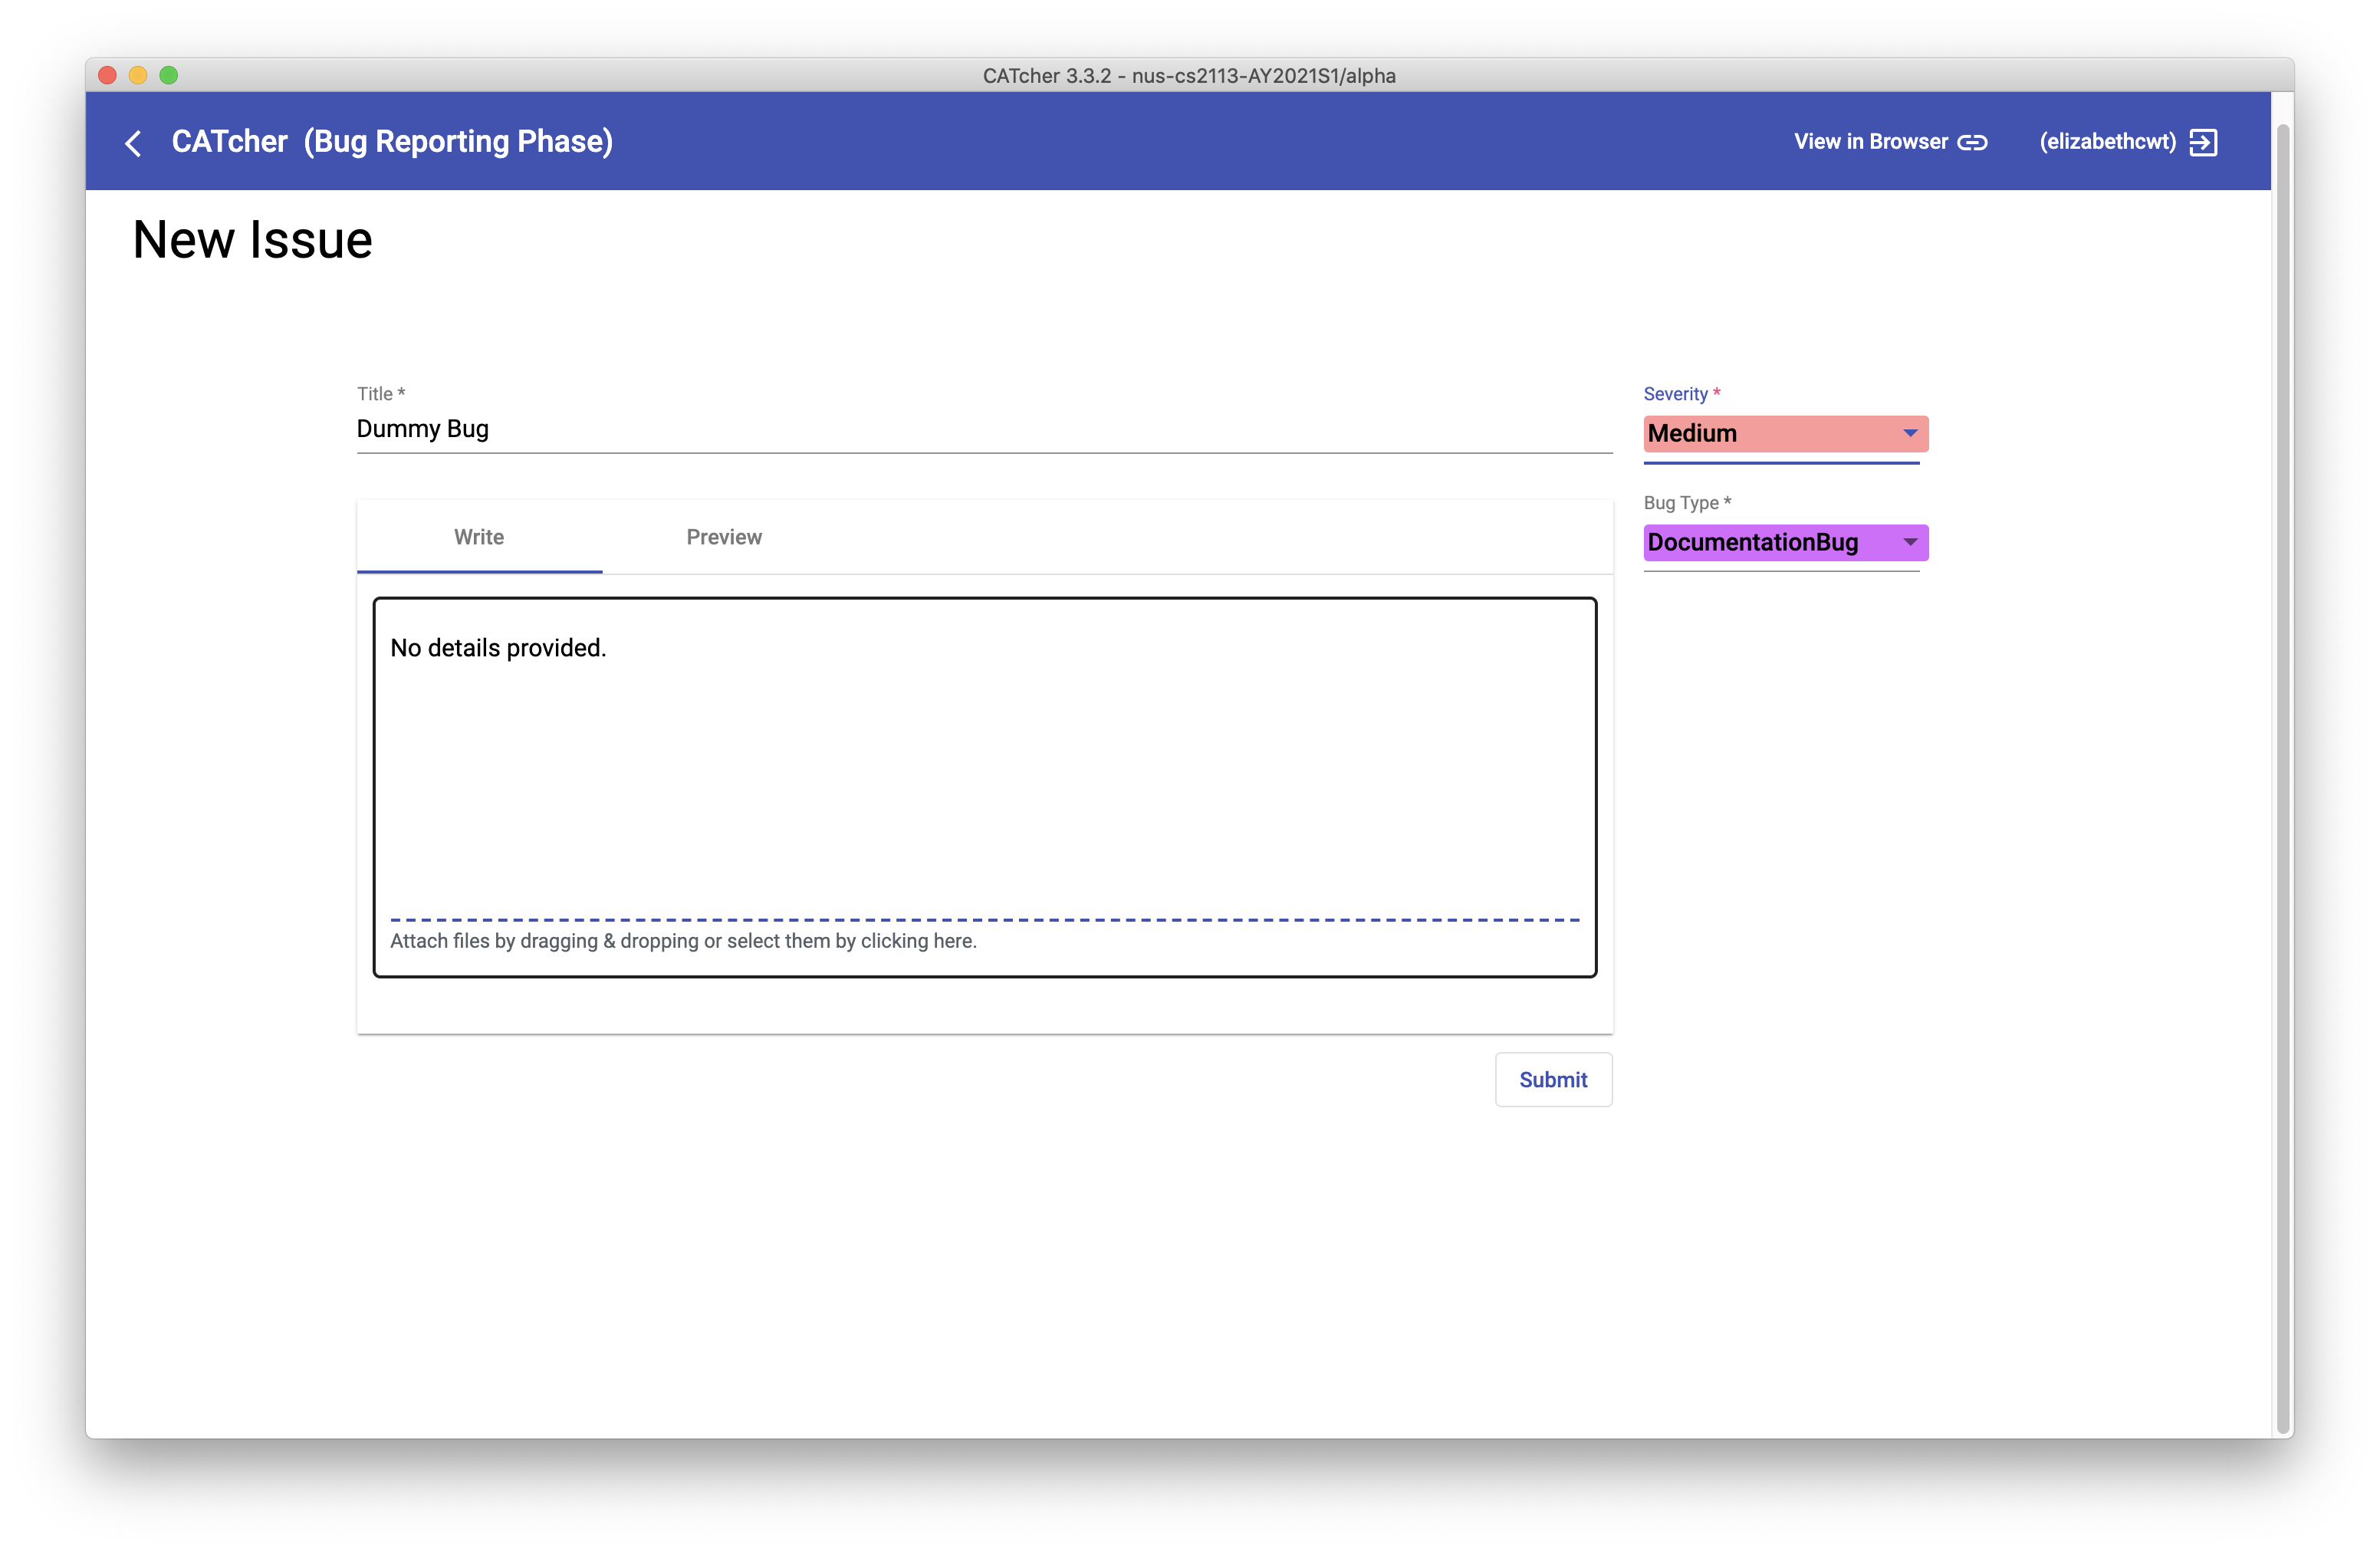 CATcher 3.3.2 - nus-cs2113-AY2021S1/alpha
CATcher (Bug Reporting Phase)
View in Browser
(elizabethcwt)
New Issue
Title *
Dummy Bug
Severity *
Medium
Bug Type *
DocumentationBug
Write
Preview
No details provided.
Attach files by dragging & dropping or select them by clicking here.
Submit